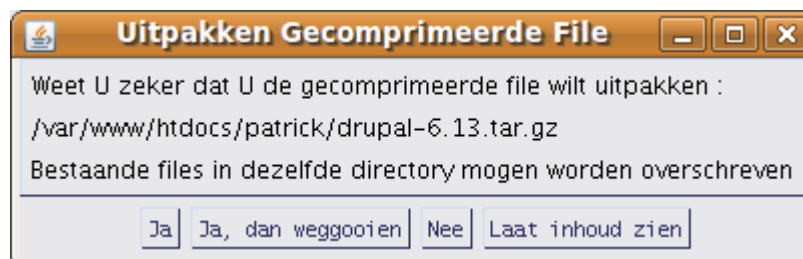 Uitpakken Gecomprimeerde File
Weet U zeker dat U de gecomprimeerde file wilt uitpakken :
/var/www/htdocs/patrick/drupal-6.13.tar.gz
Bestaande files in dezelfde directory mogen worden overschreven
Ja Ja, dan weggooien Nee Laat inhoud zien